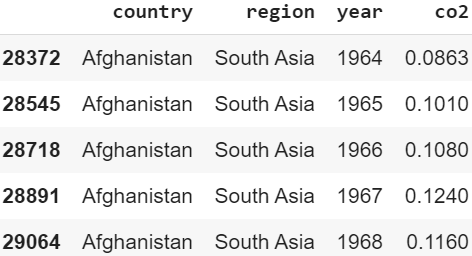 country region year co2
28372 Afghanistan South Asia 1964 0.0863
28545 Afghanistan South Asia 1965 0.1010
28718 Afghanistan South Asia 1966 0.1080
28891 Afghanistan South Asia 1967 0.1240
29064 Afghanistan South Asia 1968 0.1160